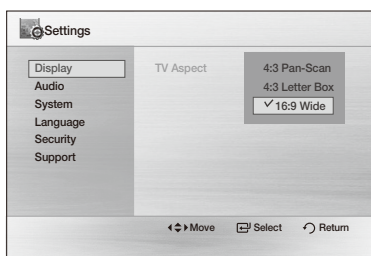 Settings
Display
TV Aspect
4:3 Pan-Scan
4:3 Letter Box
16:9 Wide
Audio
System
Language
Security
Support
Move Select Return